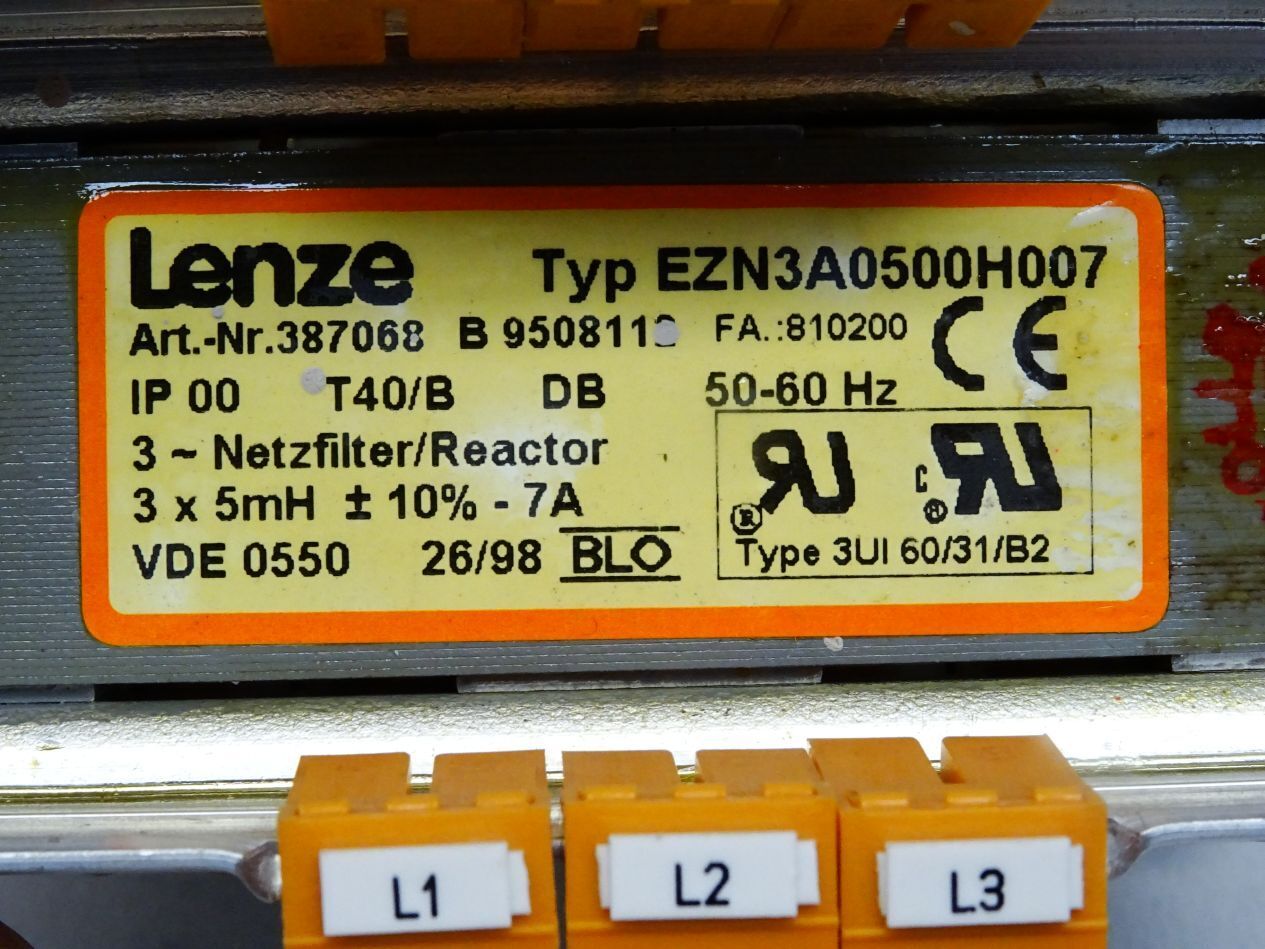 Lenze
Typ EZN3A0500H007
Art.-Nr.387068 B FA.:810200
CE
IP 00 T40/B DB 50-60 Hz
3 ~ Netzfilter/Reactor
3 x 5mH ± 10% - 7A
VDE 0550 26/98 BLO
C ® ®
Type 3UI 60/31/B2
L1 L2 L3